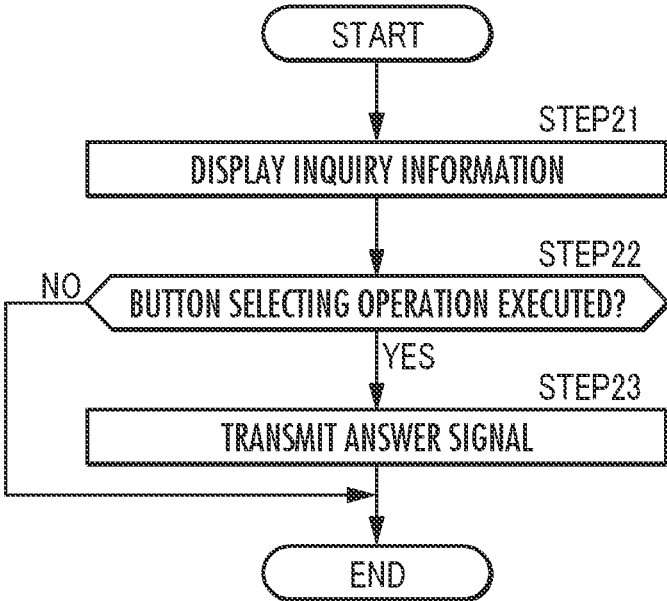 START
STEP21
DISPLAY INQUIRY INFORMATION
STEP22
NO
BUTTON SELECTING OPERATION EXECUTED?
YES
STEP23
TRANSMIT ANSWER SIGNAL
END